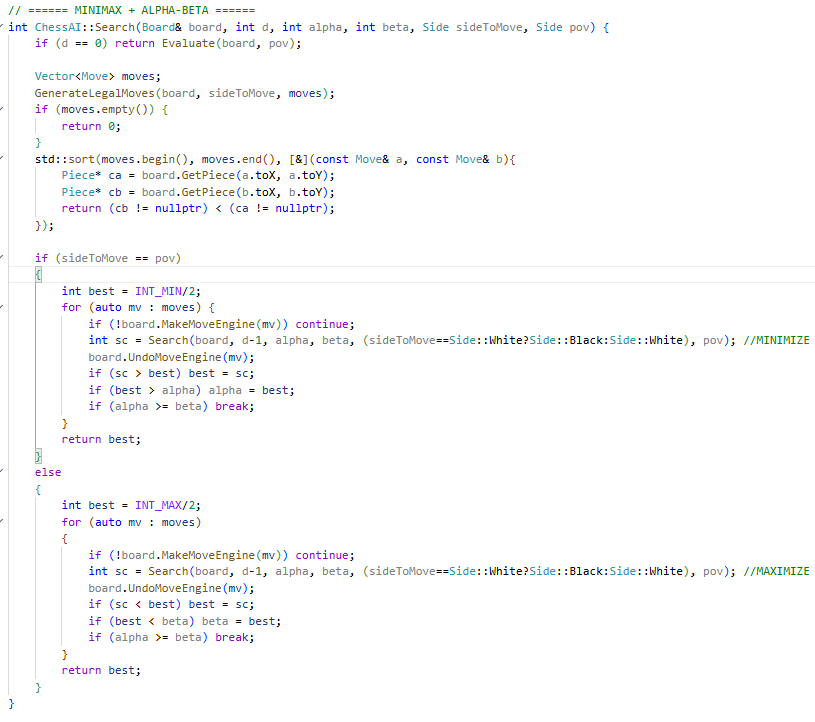 // ====== MINIMAX + ALPHA-BETA ======
int ChessAI::Search(Board& board, int d, int alpha, int beta, Side sideToMove, Side pov) {
    if (d == 0) return Evaluate(board, pov);

    Vector<Move> moves;
    GenerateLegalMoves(board, sideToMove, moves);
    if (moves.empty()) {
        return 0;
    }
    std::sort(moves.begin(), moves.end(), [&](const Move& a, const Move& b){
        Piece* ca = board.GetPiece(a.toX, a.toY);
        Piece* cb = board.GetPiece(b.toX, b.toY);
        return (cb != nullptr) < (ca != nullptr);
    });

    if (sideToMove == pov)
    {
        int best = INT_MIN/2;
        for (auto mv : moves) {
            if (!board.MakeMoveEngine(mv)) continue;
            int sc = Search(board, d-1, alpha, beta, (sideToMove==Side::White?Side::Black:Side::White), pov); //MINIMIZE
            board.UndoMoveEngine(mv);
            if (sc > best) best = sc;
            if (best > alpha) alpha = best;
            if (alpha >= beta) break;
        }
        return best;
    }
    else
    {
        int best = INT_MAX/2;
        for (auto mv : moves)
        {
            if (!board.MakeMoveEngine(mv)) continue;
            int sc = Search(board, d-1, alpha, beta, (sideToMove==Side::White?Side::Black:Side::White), pov); //MAXIMIZE
            board.UndoMoveEngine(mv);
            if (sc < best) best = sc;
            if (best < beta) beta = best;
            if (alpha >= beta) break;
        }
        return best;
    }
}